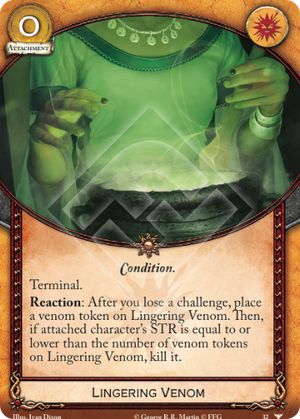 0
Attachment
Condition.
Terminal.
Reaction: After you lose a challenge, place
a venom token on Lingering Venom. Then,
if attached character's STR is equal to or
lower than the number of venom tokens
on Lingering Venom, kill it.
Lingering Venom
Illus. Ivan Dixon © George R.R. Martin © FFG 32